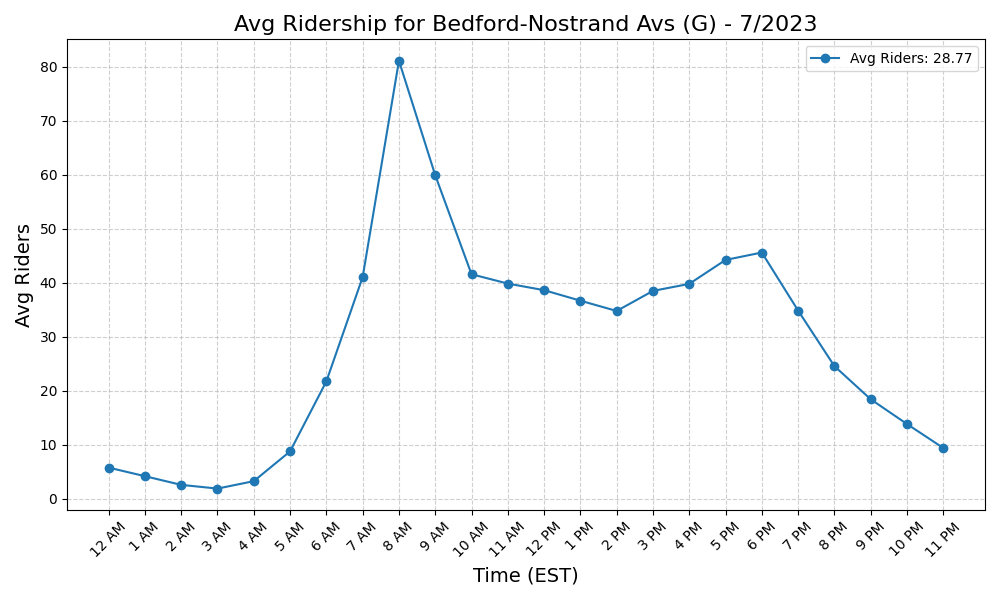 Avg Ridership for Bedford-Nostrand Avs (G) - 7/2023
Avg Riders: 28.77
Avg Riders
80
70
60
50
40
30
20
10
0
12 AM
1 AM
2 AM
3 AM
4 AM
5 AM
6 AM
7 AM
8 AM
9 AM
10 AM
11 AM
12 PM
1 PM
2 PM
3 PM
4 PM
5 PM
6 PM
7 PM
8 PM
9 PM
10 PM
11 PM
Time (EST)